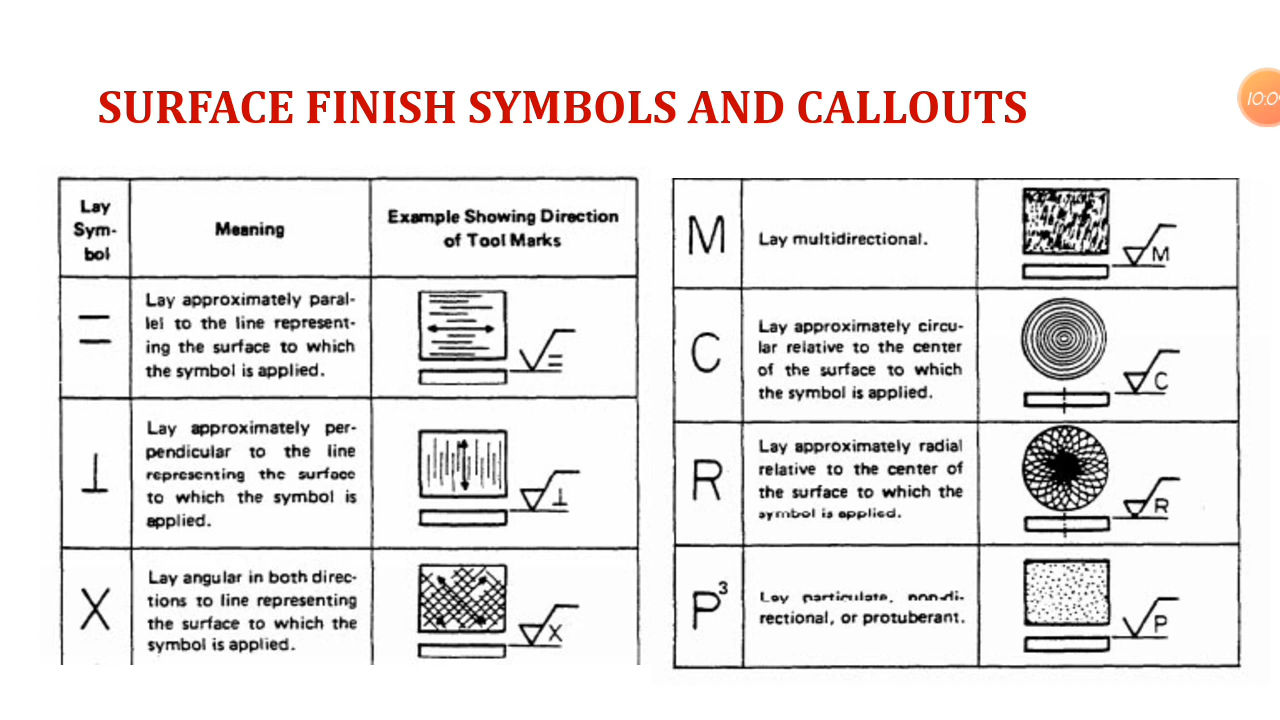 SURFACE FINISH SYMBOLS AND CALLOUTS
10:0
Lay
Sym-
bol
Meaning
Example Showing Direction
of Tool Marks
=
Lay approximately paral-
lel to the line represent-
ing the surface to which
the symbol is applied.
=
⊥
Lay approximately per-
pendicular to the line
representing the surface
to which the symbol is
applied.
⊥
X
Lay angular in both direc-
tions to line representing
the surface to which the
symbol is applied.
X
M
Lay multidirectional.
M
C
Lay approximately circu-
lar relative to the center
of the surface to which
the symbol is applied.
C
R
Lay approximately radial
relative to the center of
the surface to which the
symbol is applied.
R
P3
Lay particulate, non-di-
rectional, or protuberant.
P